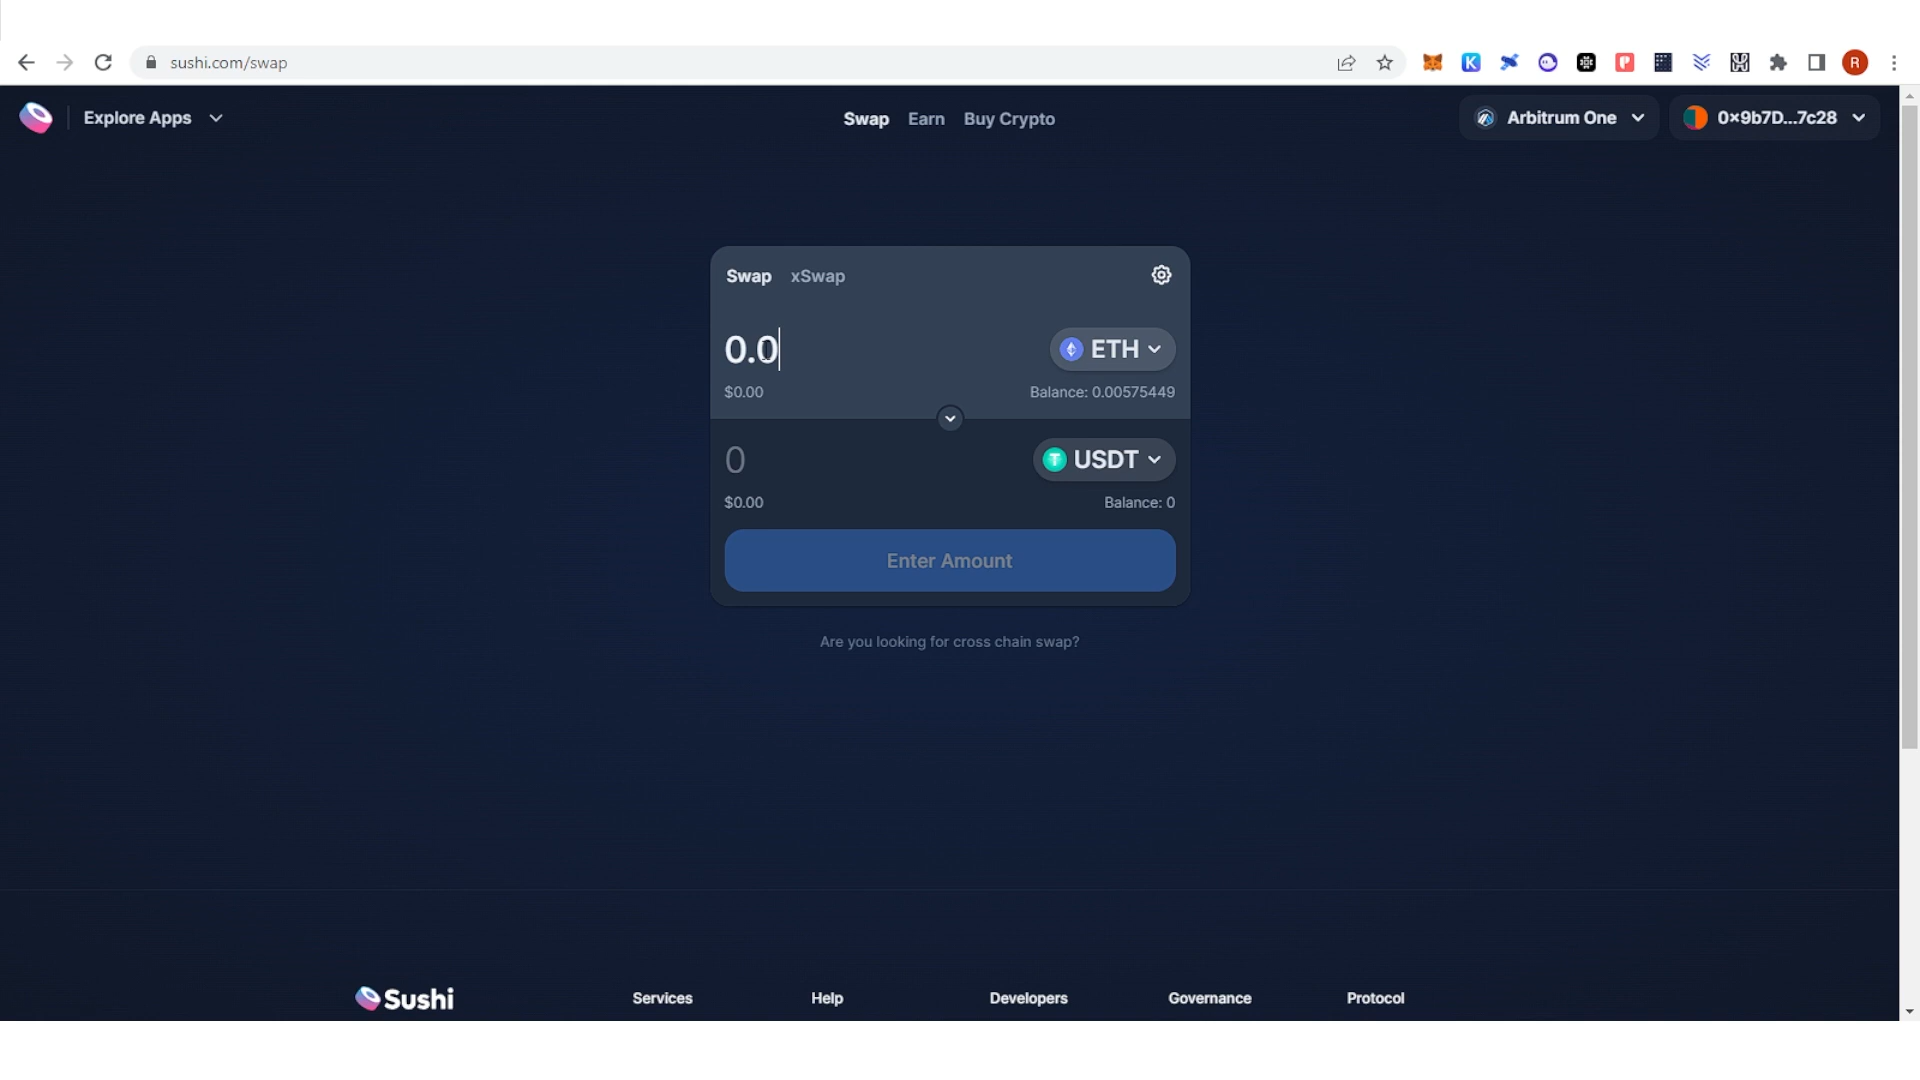 sushi.com/swap
R
Explore Apps
Swap Earn Buy Crypto
Arbitrum One
0x9b7D...7c28
Swap xSwap
0.0
ETH
$0.00
Balance: 0.00575449
0
USDT
$0.00
Balance: 0
Enter Amount
Are you looking for cross chain swap?
Sushi
Services
Help
Developers
Governance
Protocol